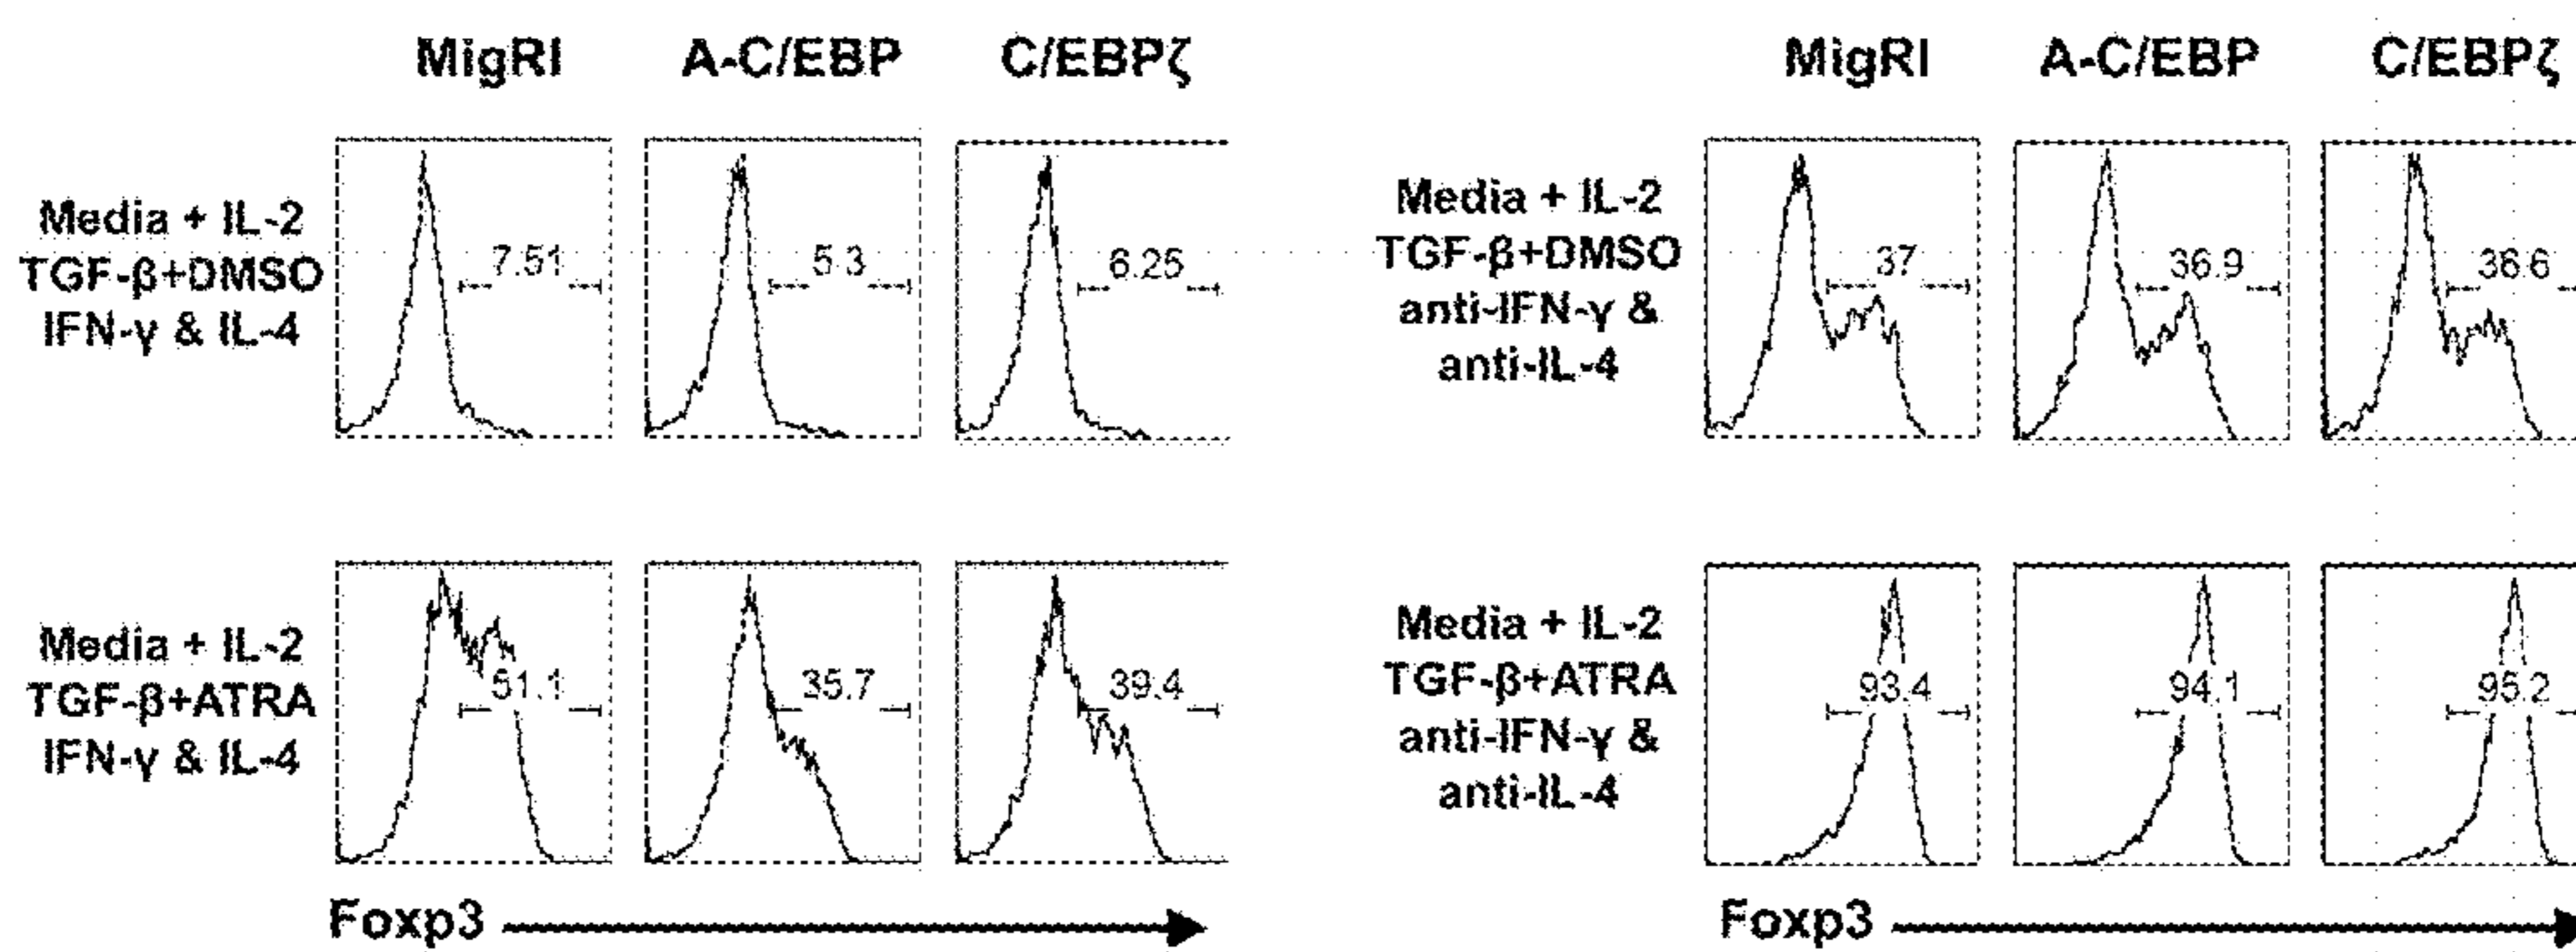 MigRI A-C/EBP C/EBPζ
Media + IL-2
TGF-β+DMSO
IFN-γ & IL-4
7.51 5.3 6.25
Media + IL-2
TGF-β+ATRA
IFN-γ & IL-4
51.1 35.7 39.4
Foxp3
MigRI A-C/EBP C/EBPζ
Media + IL-2
TGF-β+DMSO
anti-IFN-γ &
anti-IL-4
37 36.9 36.6
Media + IL-2
TGF-β+ATRA
anti-IFN-γ &
anti-IL-4
93.4 94.1 95.2
Foxp3